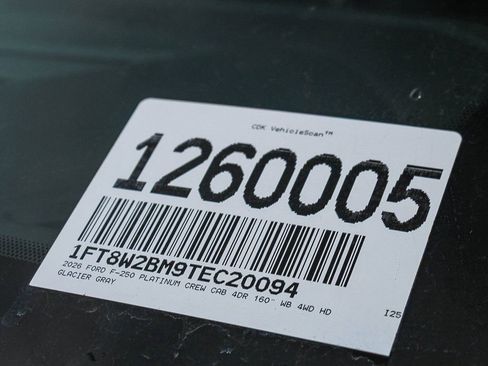 CDK VehicleScan™
1260005
1FT8W2BM9TEC20094
2026 FORD F-250 PLATINUM CREW CAB 4DR 160" WB 4WD HD
GLACIER GRAY
I25